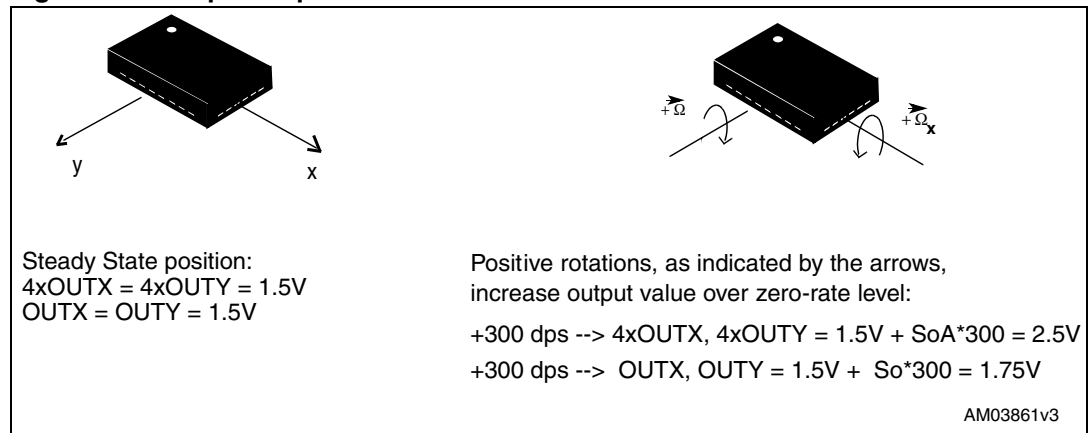 y
x
+Ω
+Ωx
Steady State position:
4xOUTX = 4xOUTY = 1.5V
OUTX = OUTY = 1.5V
Positive rotations, as indicated by the arrows,
increase output value over zero-rate level:
+300 dps --> 4xOUTX, 4xOUTY = 1.5V + SoA*300 = 2.5V
+300 dps --> OUTX, OUTY = 1.5V + So*300 = 1.75V
AM03861v3